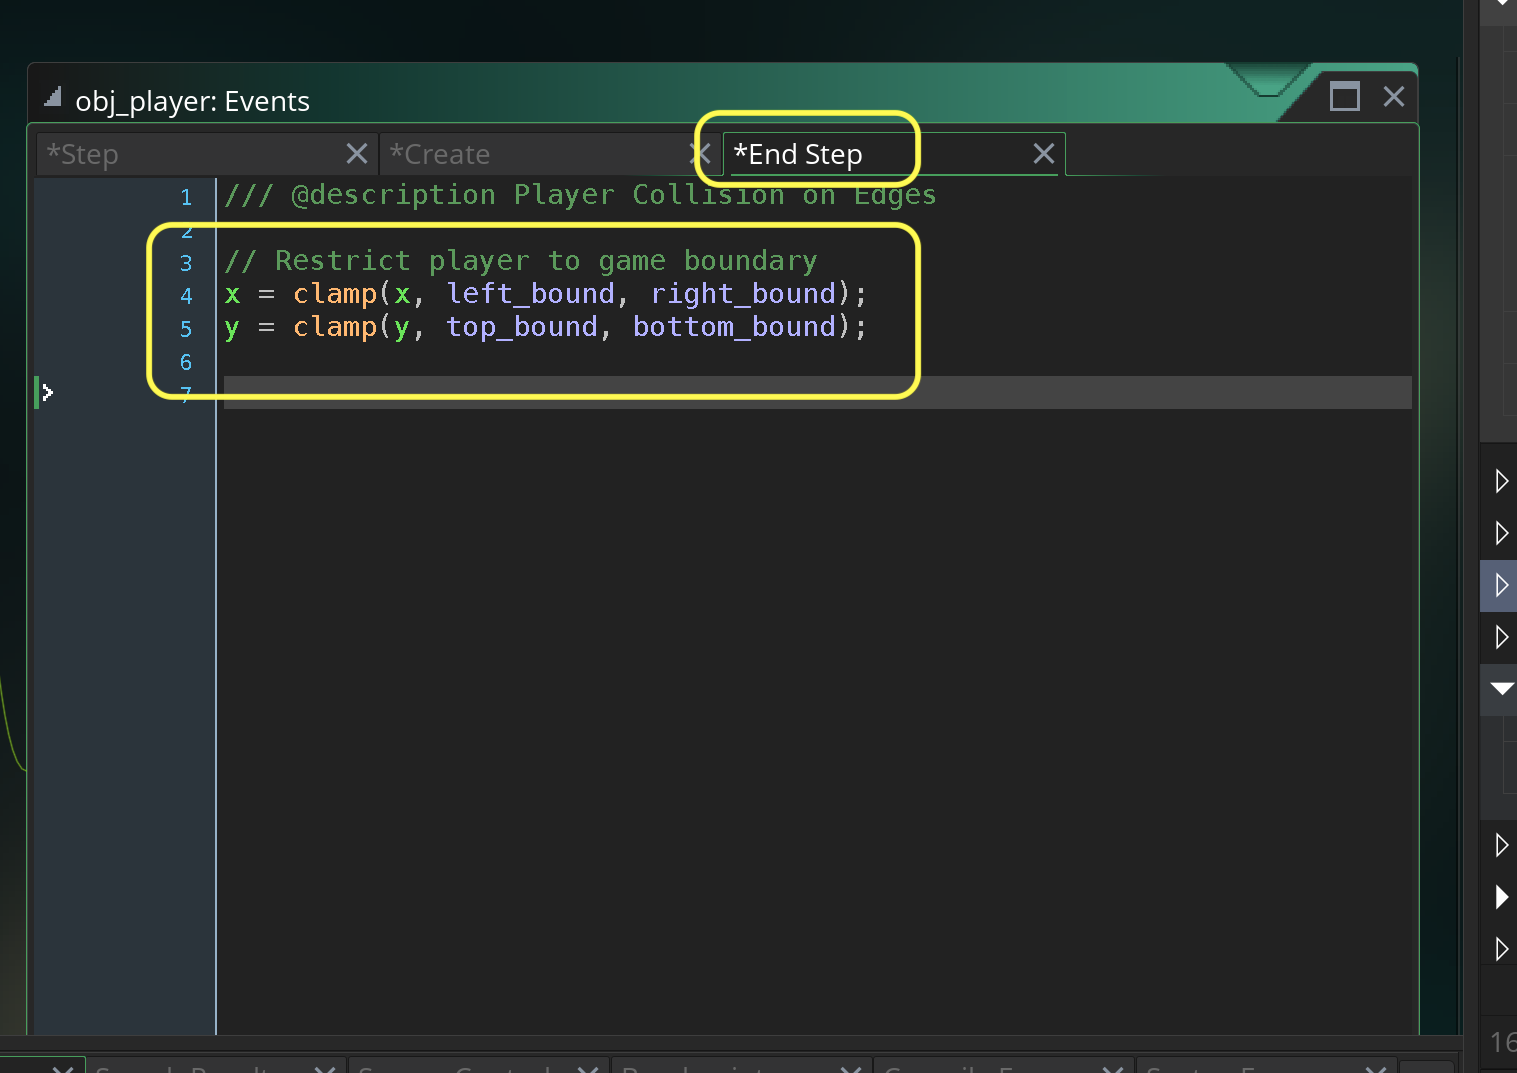 obj_player: Events
*Step
*Create
*End Step
1 /// @description Player Collision on Edges
2
3 // Restrict player to game boundary
4 x = clamp(x, left_bound, right_bound);
5 y = clamp(y, top_bound, bottom_bound);
6
7
16